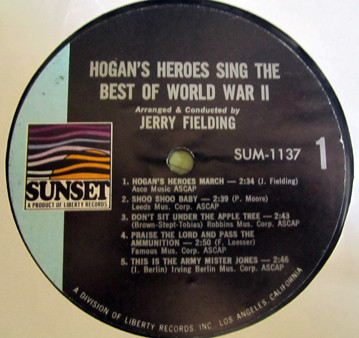 HOGAN'S HEROES SING THE
BEST OF WORLD WAR II
Arranged & Conducted by
JERRY FIELDING
SUM-1137
1
SUNSET
A PRODUCT OF LIBERTY RECORDS
1. HOGAN'S HEROES MARCH — 2:34 (J. Fielding)
Asco Music ASCAP
2. SHOO SHOO BABY — 2:39 (P. Moore)
Leeds Mus. Corp. ASCAP
3. DON'T SIT UNDER THE APPLE TREE — 2:43
(Brown-Stept-Tobias) Robbins Mus. Corp. ASCAP
4. PRAISE THE LORD AND PASS THE
AMMUNITION — 2:50 (F. Loesser)
Famous Mus. Corp. ASCAP
5. THIS IS THE ARMY MISTER JONES — 2:46
(I. Berlin) Irving Berlin Mus. Corp. ASCAP
A DIVISION OF LIBERTY RECORDS INC., LOS ANGELES, CALIFORNIA